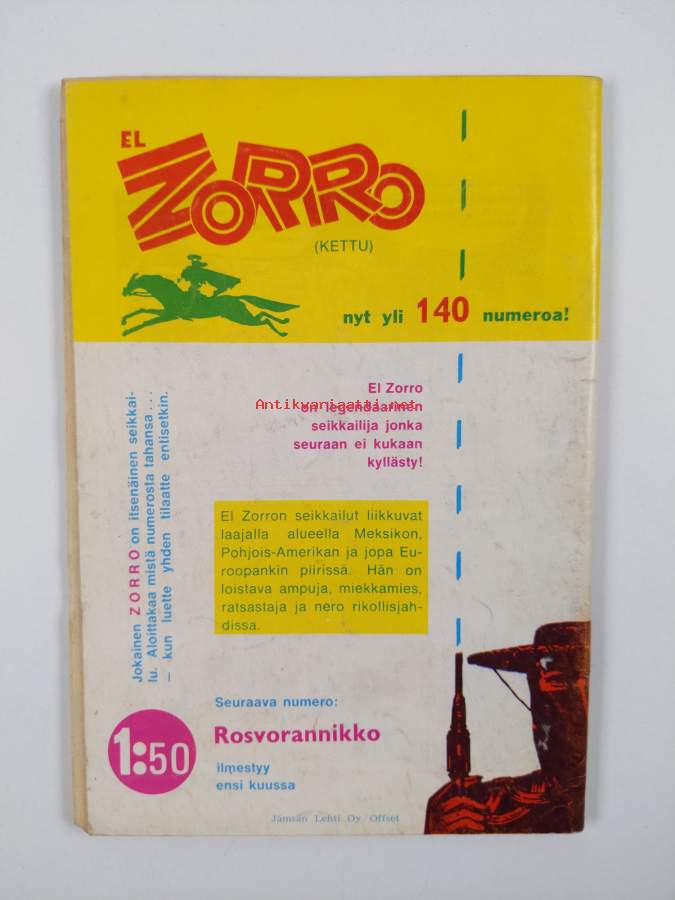 EL
ZORRO
(KETTU)
nyt yli 140 numeroa!
El Zorro
on legendaarinen
seikkailija jonka
seuraan ei kukaan
kyllästy!
Antikvariaatti.net
Jokainen ZORRO on itsenäinen seikkai-
lu. Aloittakaa mistä numerosta tahansa...
— kun luette yhden tilaatte entisetkin.
El Zorron seikkailut liikkuvat
laajalla alueella Meksikon,
Pohjois-Amerikan ja jopa Eu-
roopankin piirissä. Hän on
loistava ampuja, miekkamies,
ratsastaja ja nero rikollisjah-
dissa.
Seuraava numero:
Rosvorannikko
ilmestyy
ensi kuussa
1:50
Jämsän Lehti Oy Offset